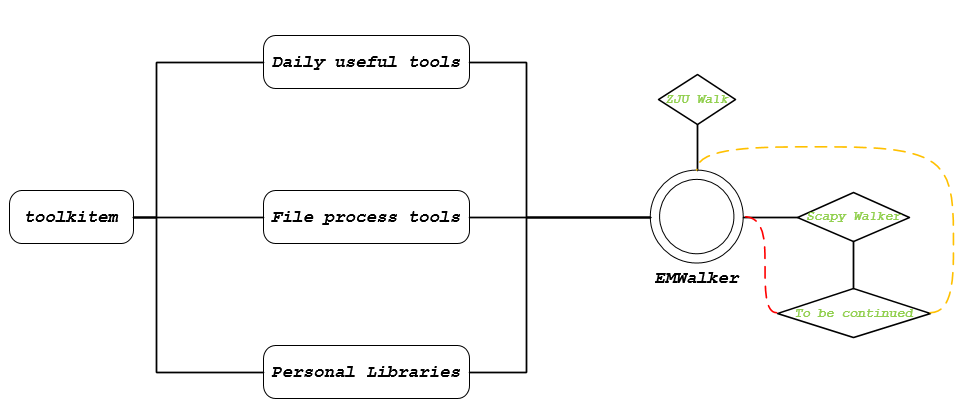 Daily useful tools
ZJU Walk
toolkitem
File process tools
Scapy Walker
EMWalker
To be continued
Personal Libraries